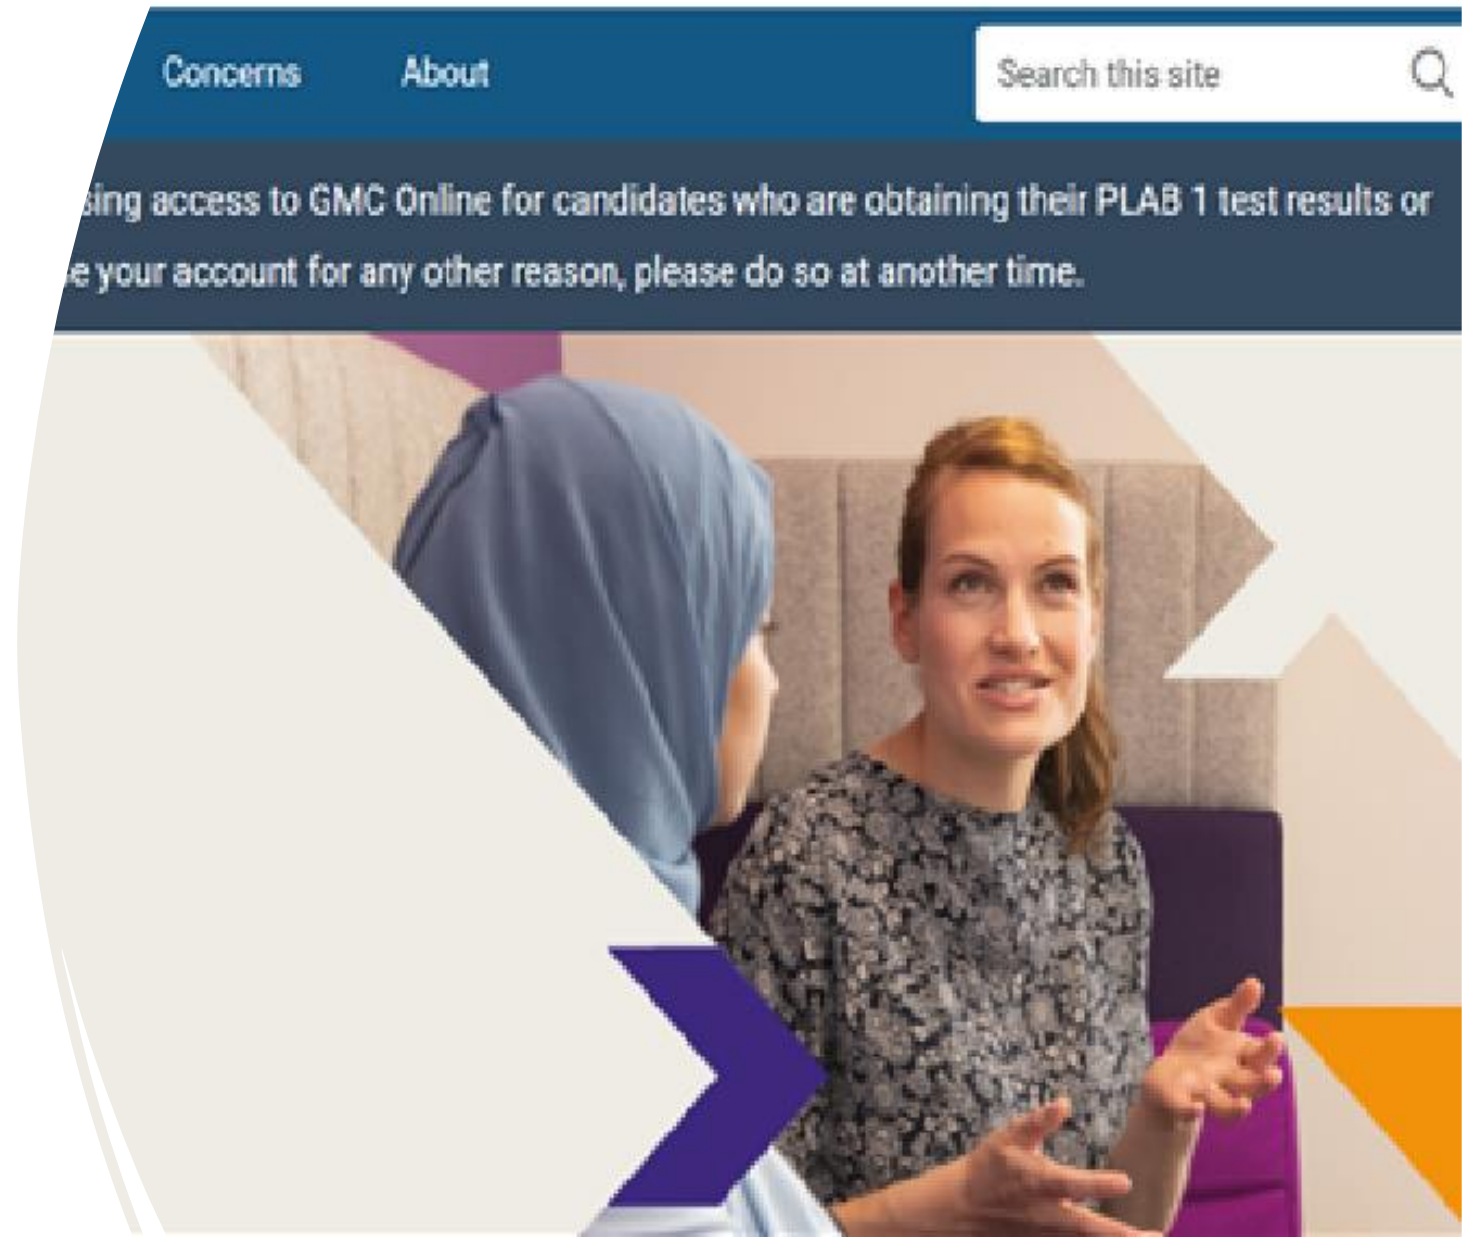 Concerns About Search this site
sing access to GMC Online for candidates who are obtaining their PLAB 1 test results or
e your account for any other reason, please do so at another time.